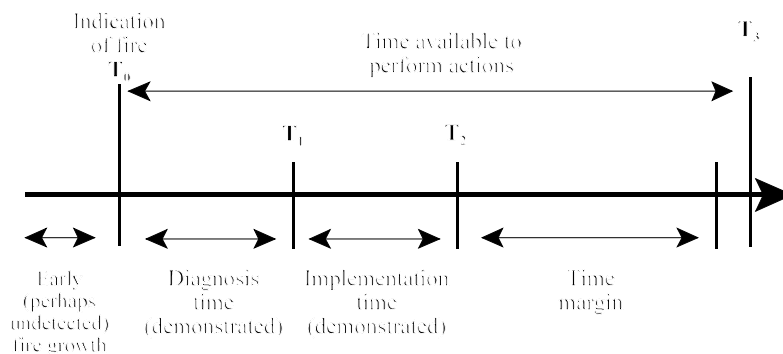 Indication
of fire
T0
Time available to
perform actions
T3
T1
T2
Early
(perhaps
undetected)
fire growth
Diagnosis
time
(demonstrated)
Implementation
time
(demonstrated)
Time
margin